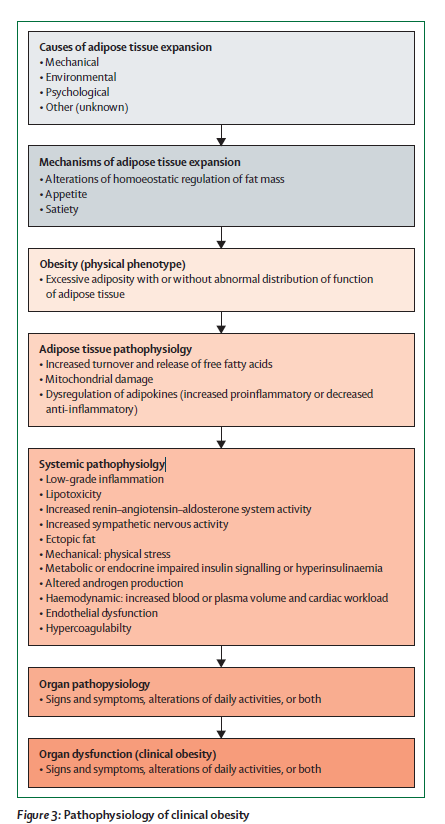 Causes of adipose tissue expansion
• Mechanical
• Environmental
• Psychological
• Other (unknown)
Mechanisms of adipose tissue expansion
• Alterations of homoeostatic regulation of fat mass
• Appetite
• Satiety
Obesity (physical phenotype)
• Excessive adiposity with or without abnormal distribution of function
of adipose tissue
Adipose tissue pathophysiolgy
• Increased turnover and release of free fatty acids
• Mitochondrial damage
• Dysregulation of adipokines (increased proinflammatory or decreased
anti-inflammatory)
Systemic pathophysiolgy
• Low-grade inflammation
• Lipotoxicity
• Increased renin–angiotensin–aldosterone system activity
• Increased sympathetic nervous activity
• Ectopic fat
• Mechanical: physical stress
• Metabolic or endocrine impaired insulin signalling or hyperinsulinaemia
• Altered androgen production
• Haemodynamic: increased blood or plasma volume and cardiac workload
• Endothelial dysfunction
• Hypercoagulabilty
Organ pathopysiology
• Signs and symptoms, alterations of daily activities, or both
Organ dysfunction (clinical obesity)
• Signs and symptoms, alterations of daily activities, or both
Figure 3: Pathophysiology of clinical obesity